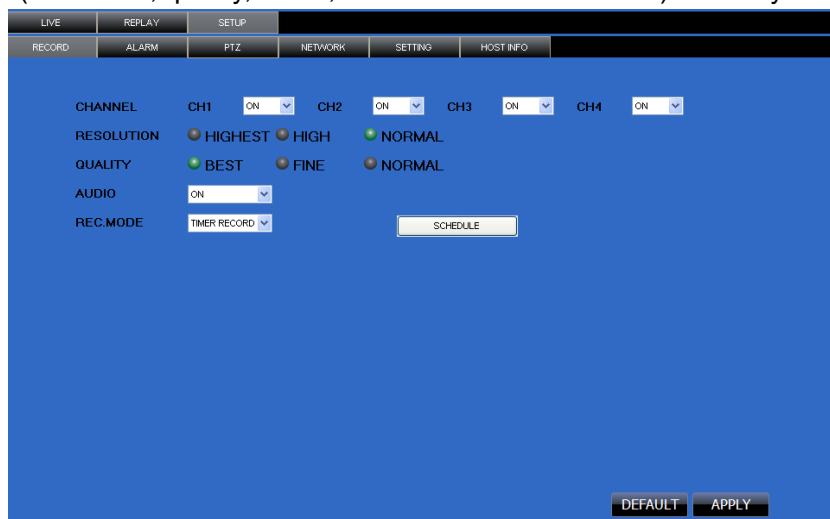 LIVE REPLAY SETUP
RECORD ALARM PTZ NETWORK SETTING HOST INFO
CHANNEL CH1 ON CH2 ON CH3 ON CH4 ON
RESOLUTION HIGHEST HIGH NORMAL
QUALITY BEST FINE NORMAL
AUDIO ON
REC.MODE TIMER RECORD SCHEDULE
DEFAULT APPLY